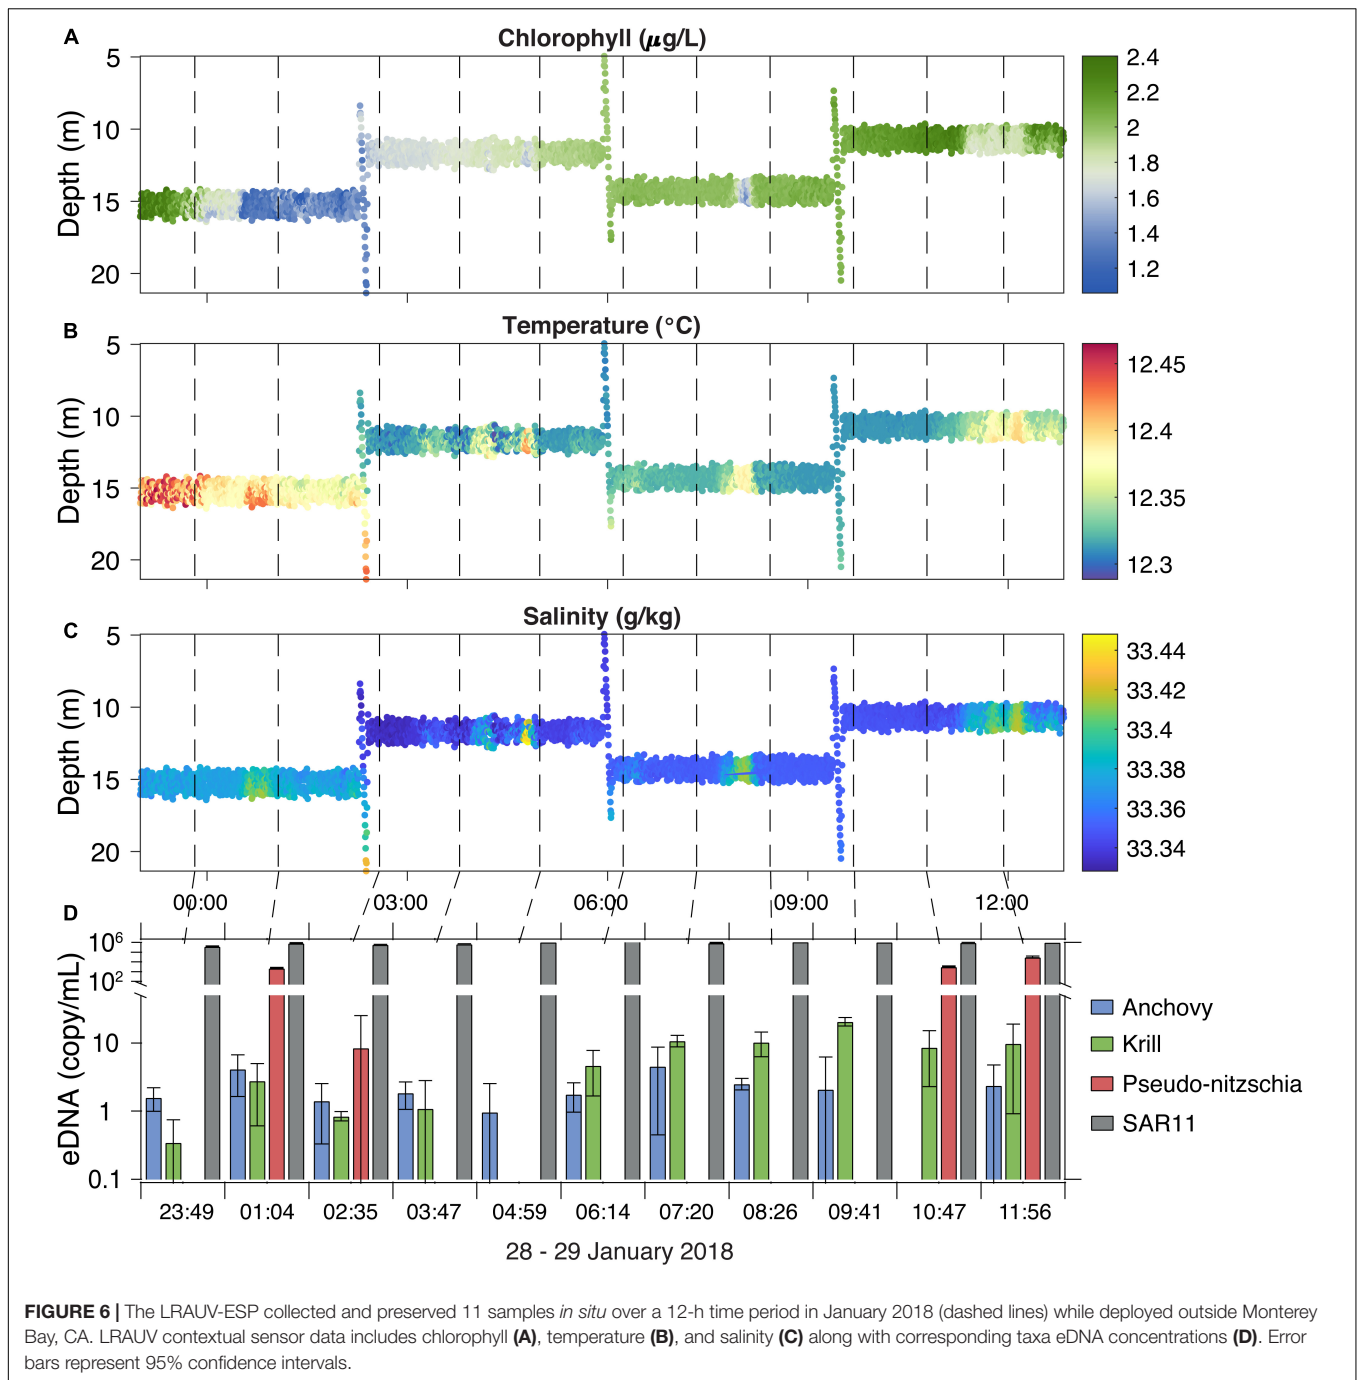 A
Chlorophyll (μg/L)
Depth (m)
5
10
15
20
2.4
2.2
2
1.8
1.6
1.4
1.2
B
Temperature (°C)
Depth (m)
5
10
15
20
12.45
12.4
12.35
12.3
C
Salinity (g/kg)
Depth (m)
5
10
15
20
33.44
33.42
33.4
33.38
33.36
33.34
00:00 03:00 06:00 09:00 12:00
D
eDNA (copy/mL)
10⁶
10²
10
1
0.1
Anchovy
Krill
Pseudo-nitzschia
SAR11
23:49 01:04 02:35 03:47 04:59 06:14 07:20 08:26 09:41 10:47 11:56
28 - 29 January 2018
FIGURE 6 | The LRAUV-ESP collected and preserved 11 samples in situ over a 12-h time period in January 2018 (dashed lines) while deployed outside Monterey
Bay, CA. LRAUV contextual sensor data includes chlorophyll (A), temperature (B), and salinity (C) along with corresponding taxa eDNA concentrations (D). Error
bars represent 95% confidence intervals.